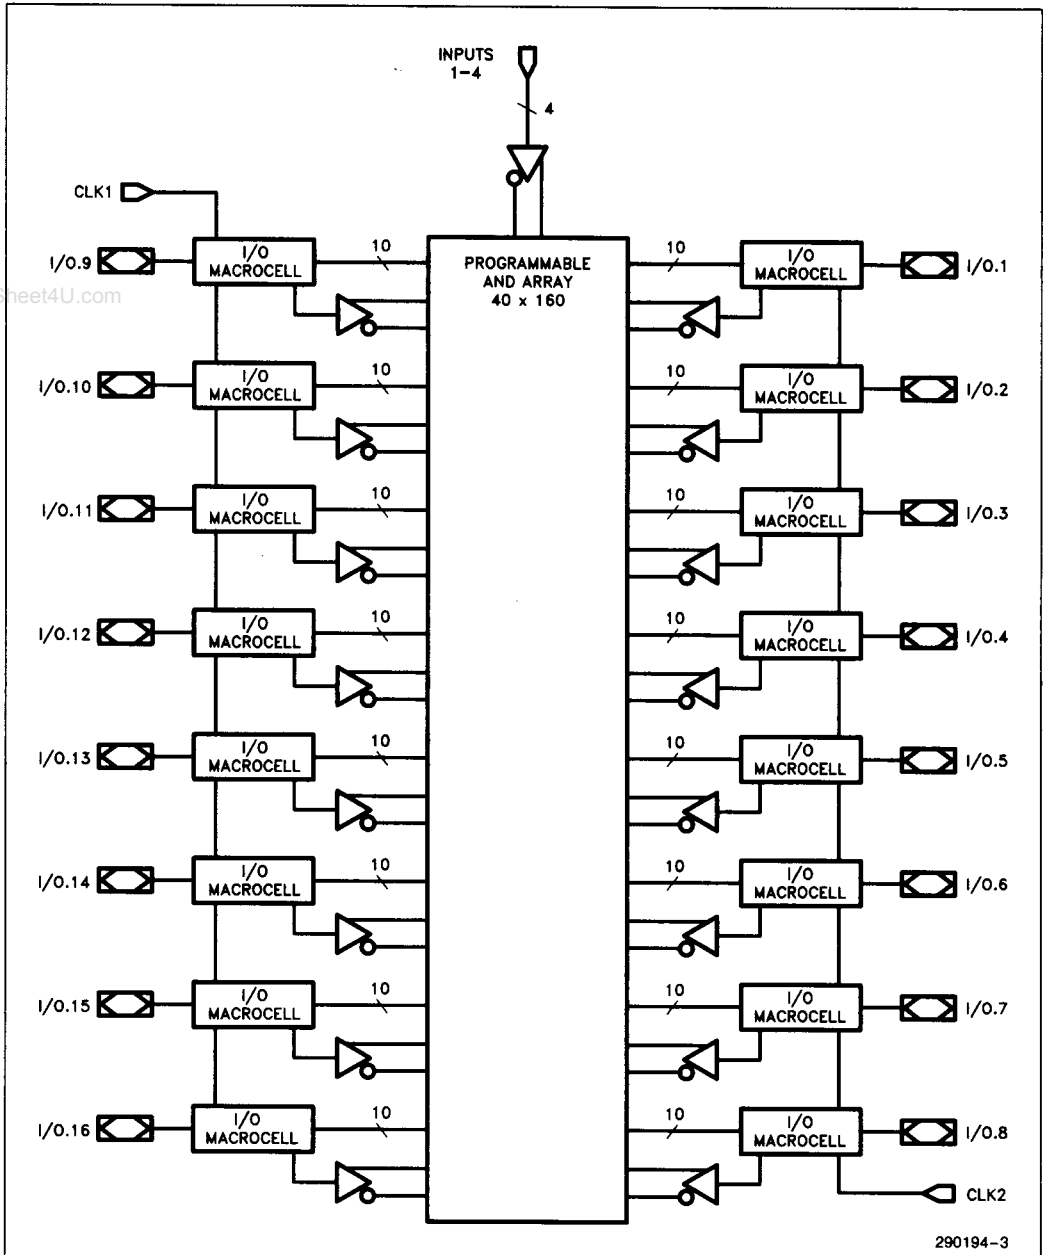 INPUTS
1-4
4
CLK1
I/O.9
I/O
MACROCELL
10
PROGRAMMABLE
AND ARRAY
40 x 160
10
I/O
MACROCELL
I/O.1
Sheet4U.com
I/O.10
I/O
MACROCELL
10
10
I/O
MACROCELL
I/O.2
I/O.11
I/O
MACROCELL
10
10
I/O
MACROCELL
I/O.3
I/O.12
I/O
MACROCELL
10
10
I/O
MACROCELL
I/O.4
I/O.13
I/O
MACROCELL
10
10
I/O
MACROCELL
I/O.5
I/O.14
I/O
MACROCELL
10
10
I/O
MACROCELL
I/O.6
I/O.15
I/O
MACROCELL
10
10
I/O
MACROCELL
I/O.7
I/O.16
I/O
MACROCELL
10
10
I/O
MACROCELL
I/O.8
CLK2
290194-3